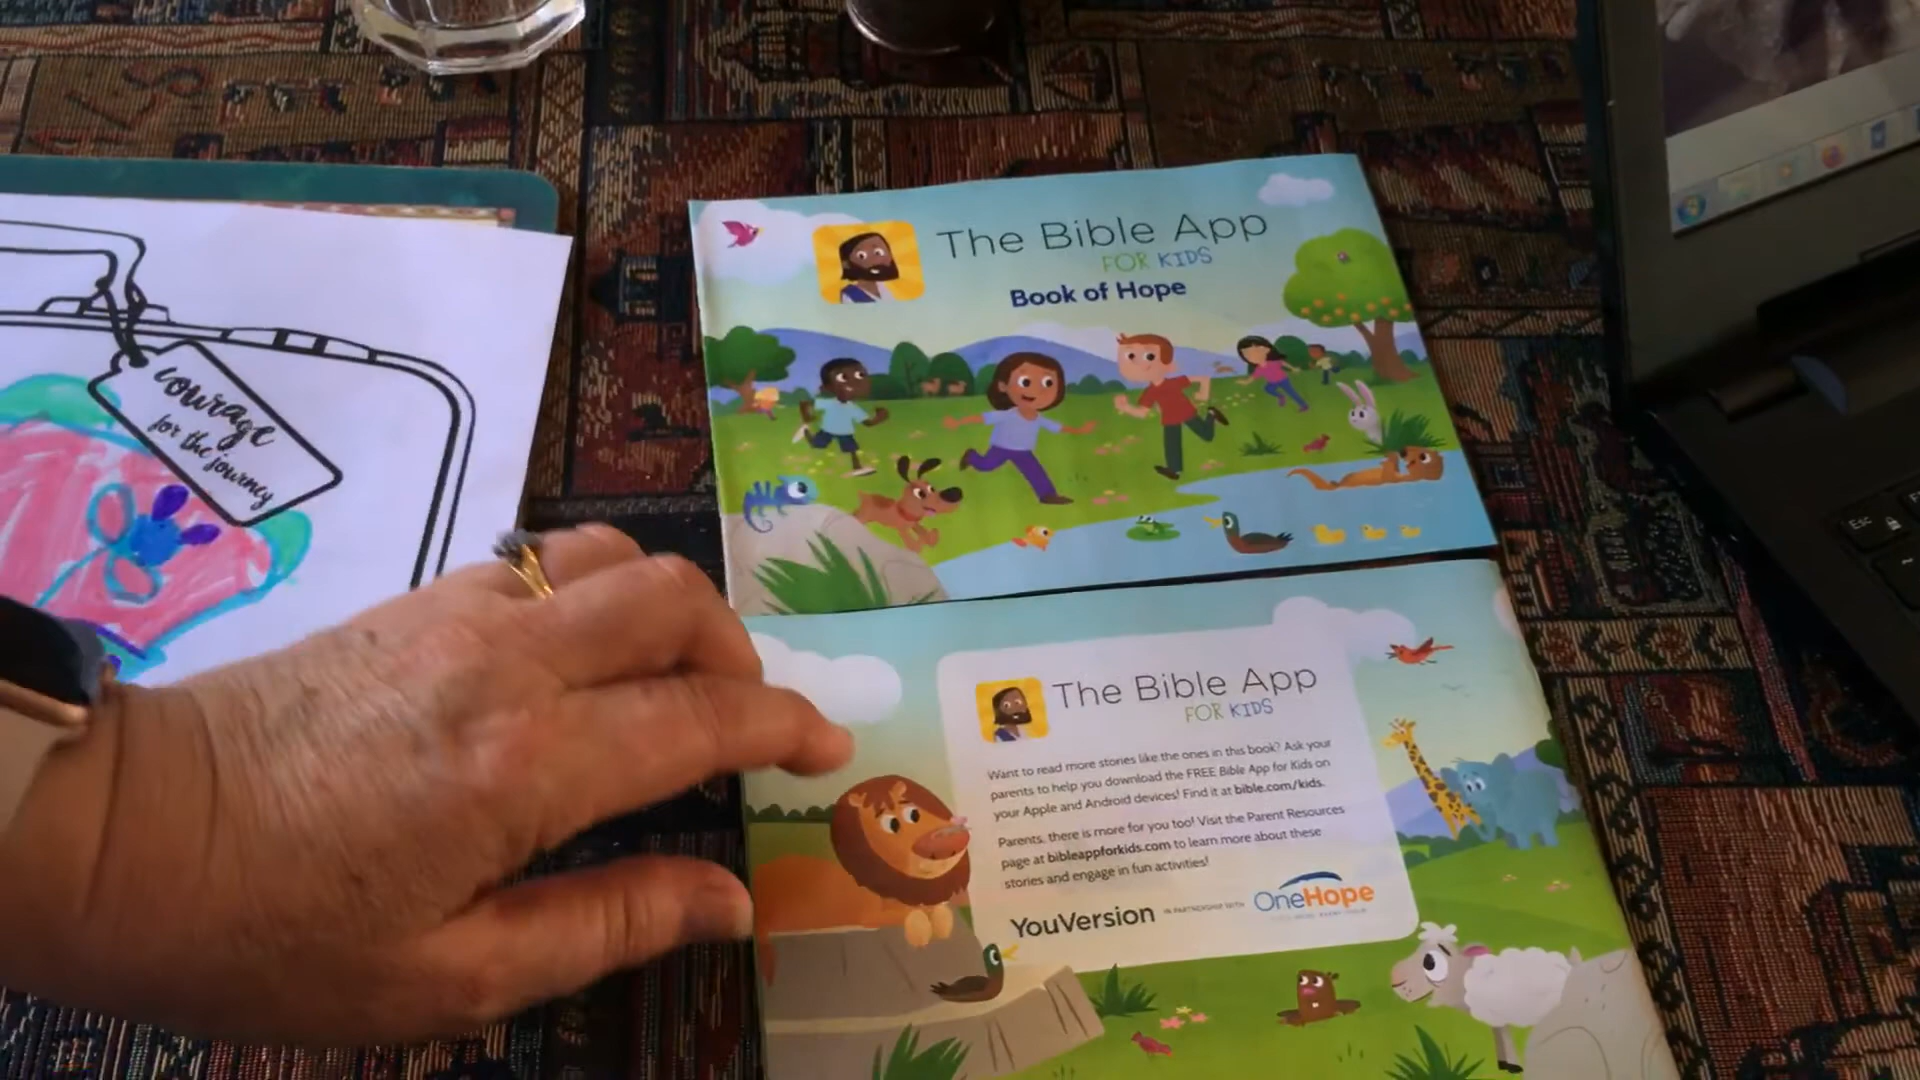 courage
for the journey
The Bible App
FOR KIDS
Book of Hope
The Bible App
FOR KIDS
Want to read more stories like the ones in this book? Ask your
parents to help you download the FREE Bible App for Kids on
your Apple and Android devices! Find it at bible.com/kids.
Parents, there is more for you too! Visit the Parent Resources
page at bibleappforkids.com to learn more about these
stories and engage in fun activities!
YouVersion IN PARTNERSHIP WITH OneHope
Esc